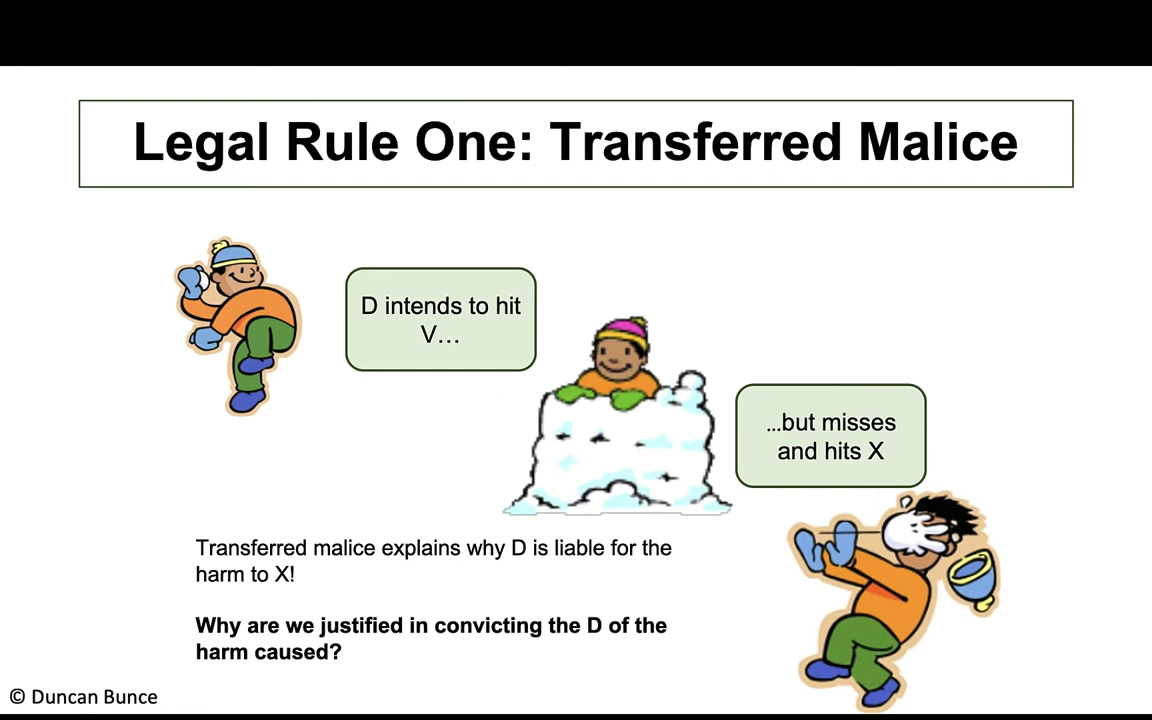 Legal Rule One: Transferred Malice
D intends to hit
V…
...but misses
and hits X
Transferred malice explains why D is liable for the
harm to X!
Why are we justified in convicting the D of the
harm caused?
© Duncan Bunce